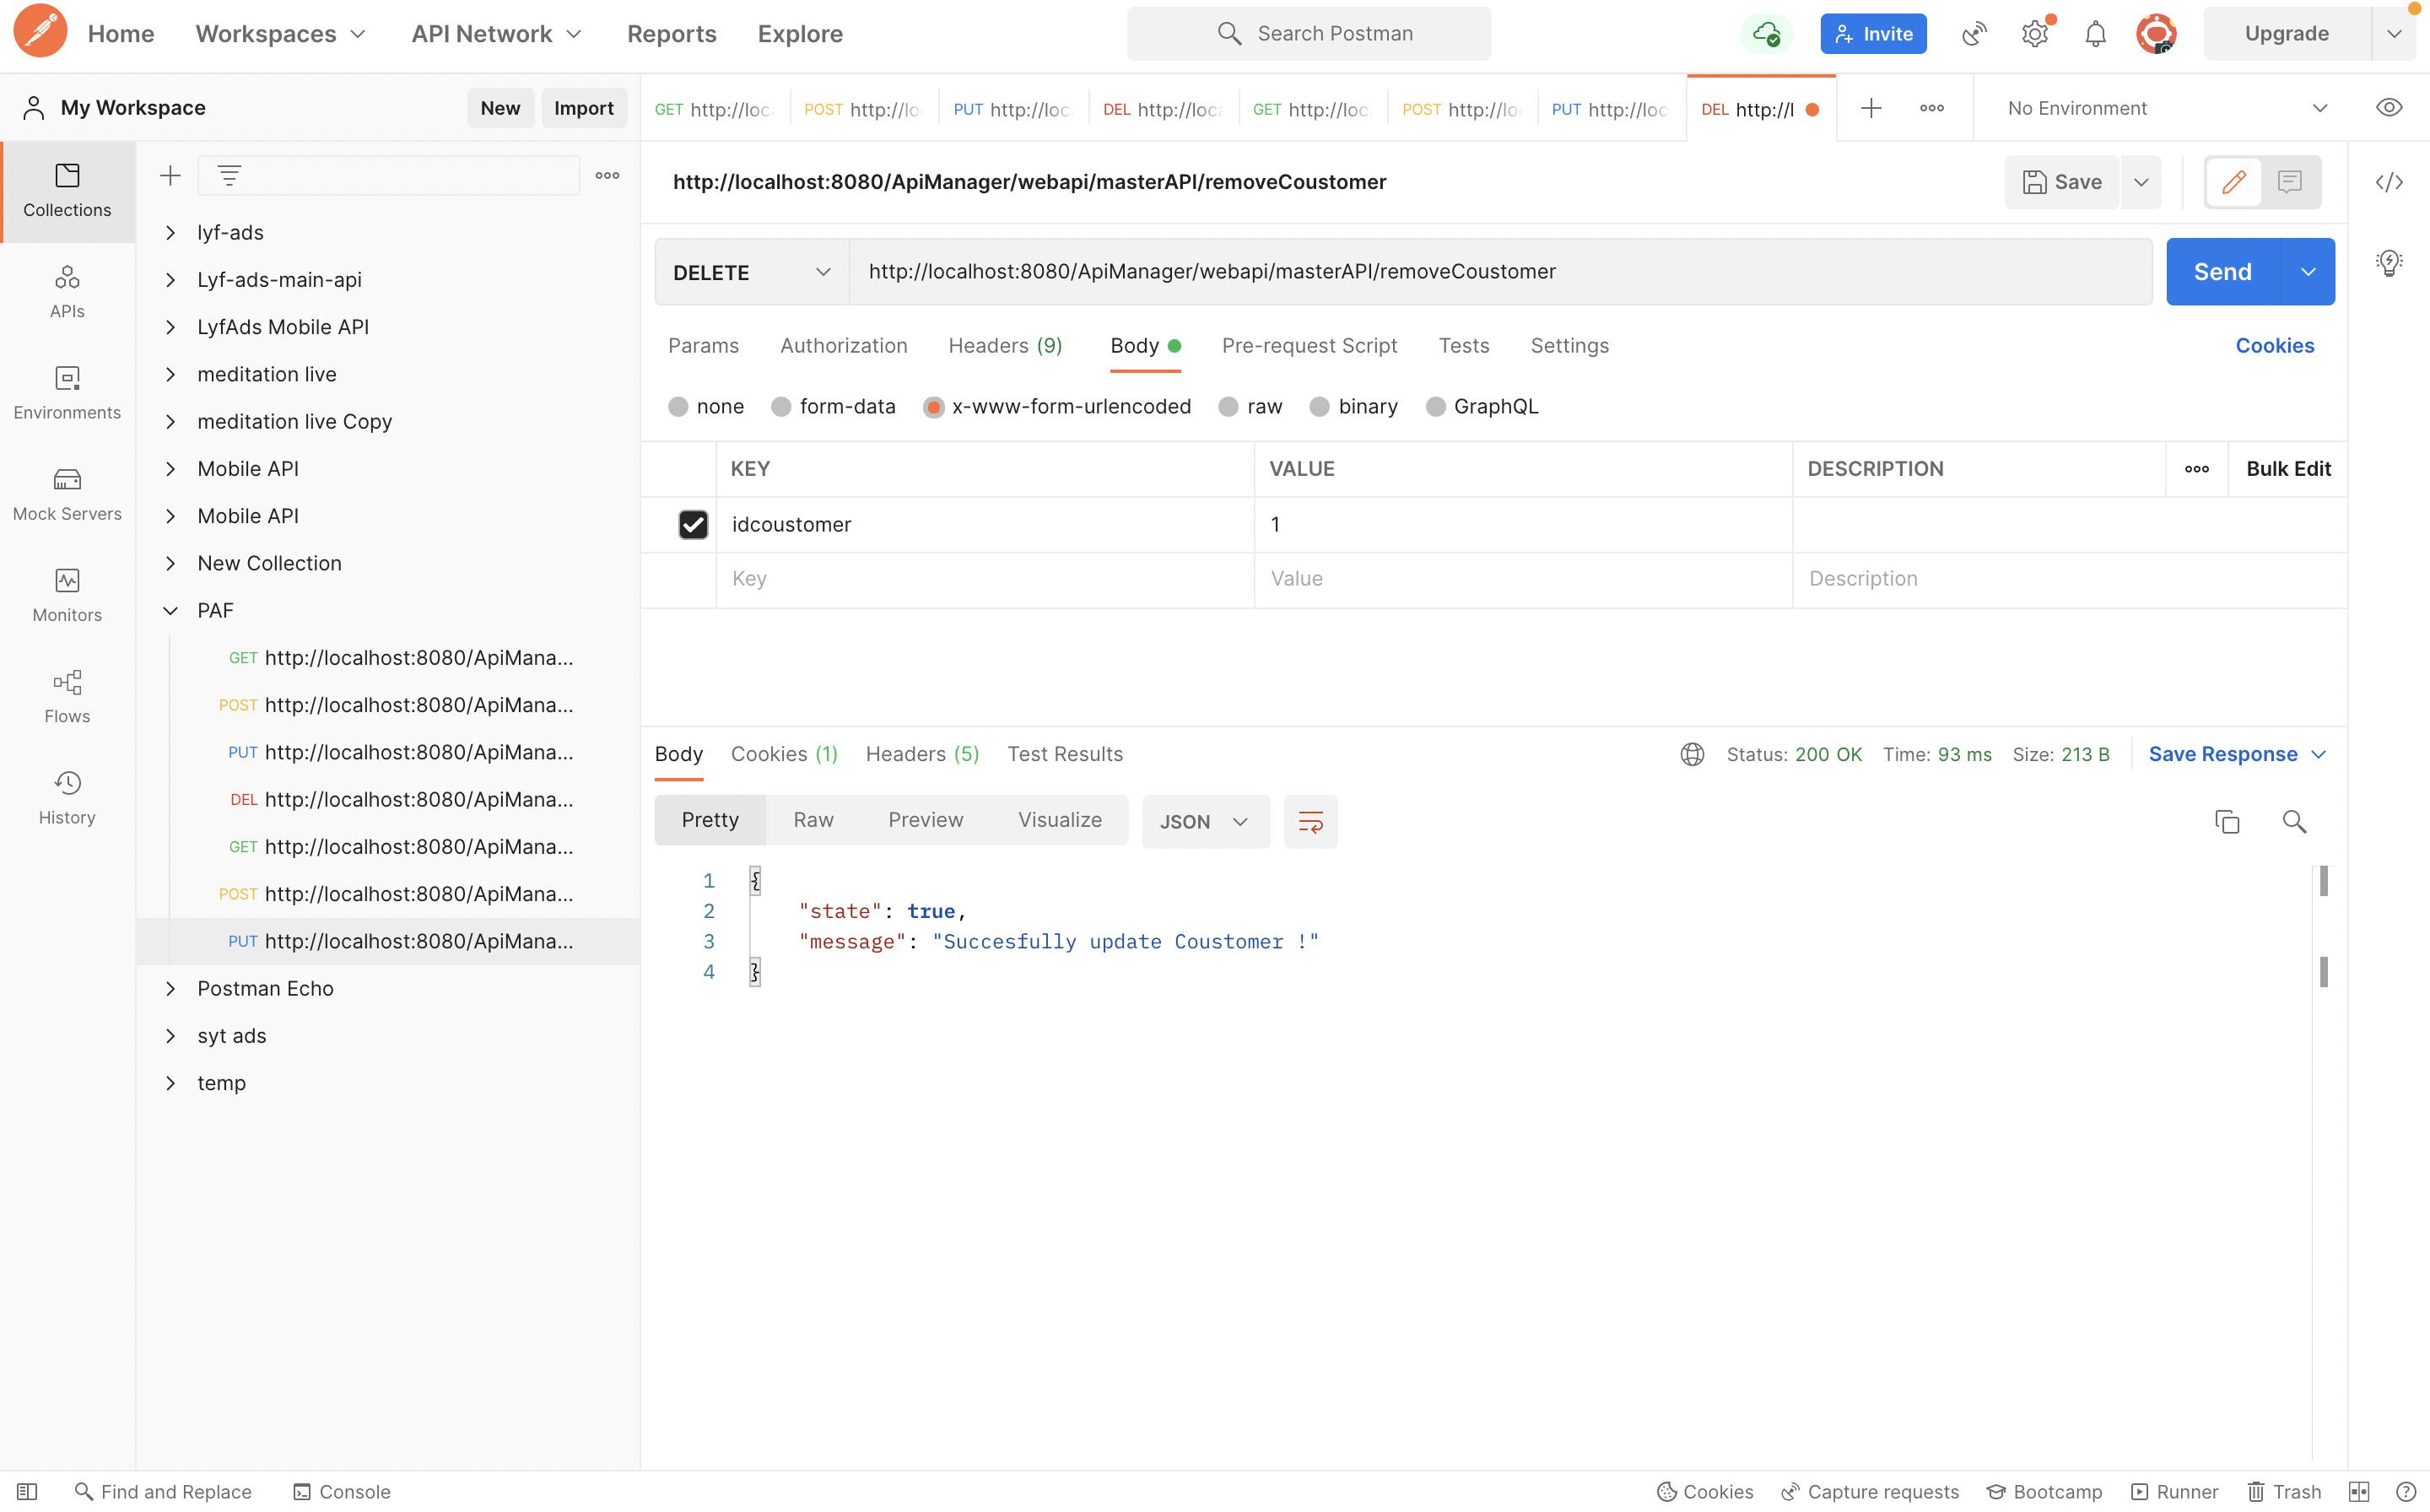 Home Workspaces API Network Reports Explore Search Postman Invite Upgrade
My Workspace New Import
GET http://loc POST http://lo PUT http://loc DEL http://loc GET http://loc POST http://lo PUT http://loc DEL http://l No Environment
http://localhost:8080/ApiManager/webapi/masterAPI/removeCoustomer Save
DELETE http://localhost:8080/ApiManager/webapi/masterAPI/removeCoustomer Send
Params Authorization Headers (9) Body Pre-request Script Tests Settings Cookies
none form-data x-www-form-urlencoded raw binary GraphQL
KEY VALUE DESCRIPTION Bulk Edit
idcoustomer 1
Key Value Description
Collections
APIs
Environments
Mock Servers
Monitors
Flows
History
lyf-ads
Lyf-ads-main-api
LyfAds Mobile API
meditation live
meditation live Copy
Mobile API
Mobile API
New Collection
PAF
GET http://localhost:8080/ApiMana...
POST http://localhost:8080/ApiMana...
PUT http://localhost:8080/ApiMana...
DEL http://localhost:8080/ApiMana...
GET http://localhost:8080/ApiMana...
POST http://localhost:8080/ApiMana...
PUT http://localhost:8080/ApiMana...
Postman Echo
syt ads
temp
Body Cookies (1) Headers (5) Test Results Status: 200 OK Time: 93 ms Size: 213 B Save Response
Pretty Raw Preview Visualize JSON
1 {
2 "state": true,
3 "message": "Succesfully update Coustomer !"
4 }
Find and Replace Console Cookies Capture requests Bootcamp Runner Trash